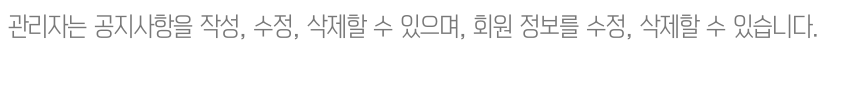 관리자는 공지사항을 작성, 수정, 삭제할 수 있으며, 회원 정보를 수정, 삭제할 수 있습니다.